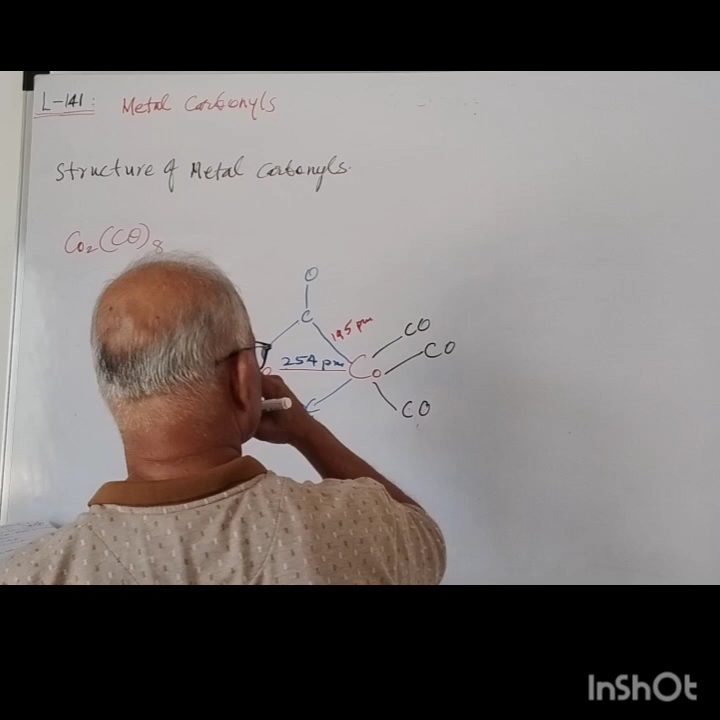 L-141: Metal Carbonyls
Structure of Metal Carbonyls.
Co₂(CO)₈
O
C
195 pm
CO
CO
254 pm
Co
CO
C
InShOt